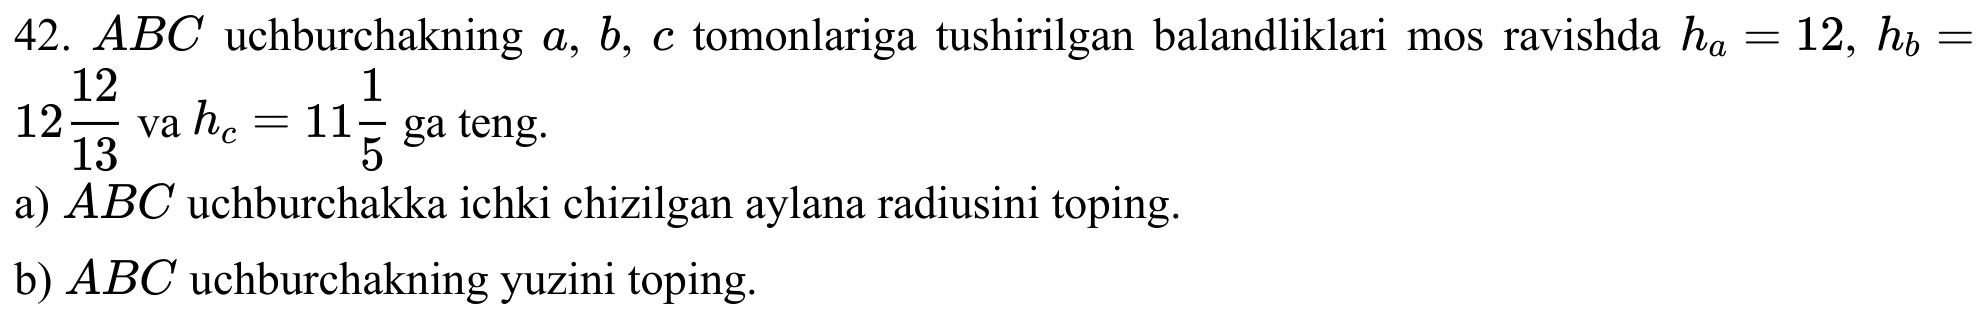 42. ABC uchburchakning a, b, c tomonlariga tushirilgan balandliklari mos ravishda hₐ = 12, h_b =
12 12/13 va h_c = 11 1/5 ga teng.
a) ABC uchburchakka ichki chizilgan aylana radiusini toping.
b) ABC uchburchakning yuzini toping.